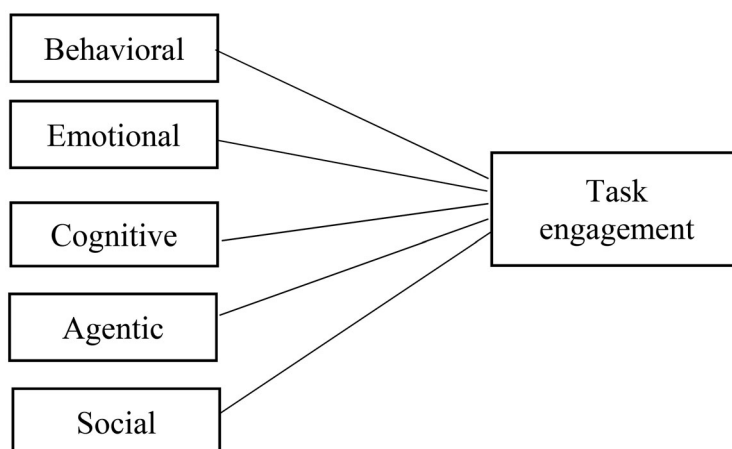 Behavioral
Emotional
Cognitive
Agentic
Social
Task
engagement